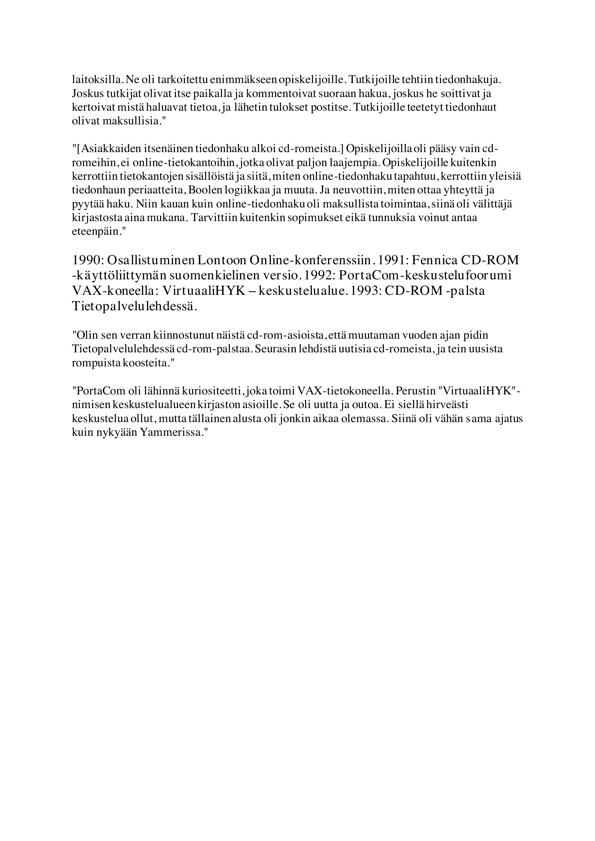 laitoksilla. Ne oli tarkoitettu enimmäkseen opiskelijoille. Tutkijoille tehtiin tiedonhakuja.
Joskus tutkijat olivat itse paikalla ja kommentoivat suoraan hakua, joskus he soittivat ja
kertoivat mistä haluavat tietoa, ja lähetin tulokset postitse. Tutkijoille teetetyt tiedonhaut
olivat maksullisia."
"[Asiakkaiden itsenäinen tiedonhaku alkoi cd-romeista.] Opiskelijoilla oli pääsy vain cd-
romeihin, ei online-tietokantoihin, jotka olivat paljon laajempia. Opiskelijoille kuitenkin
kerrottiin tietokantojen sisällöistä ja siitä, miten online-tiedonhaku tapahtuu, kerrottiin yleisiä
tiedonhaun periaatteita, Boolen logiikkaa ja muuta. Ja neuvottiin, miten ottaa yhteyttä ja
pyytää haku. Niin kauan kuin online-tiedonhaku oli maksullista toimintaa, siinä oli välittäjä
kirjastosta aina mukana. Tarvittiin kuitenkin sopimukset eikä tunnuksia voinut antaa
eteenpäin."
1990: Osallistuminen Lontoon Online-konferenssiin. 1991: Fennica CD-ROM
-käyttöliittymän suomenkielinen versio. 1992: PortaCom-keskustelufoorumi
VAX-koneella: VirtuaaliHYK – keskustelualue. 1993: CD-ROM -palsta
Tietopalvelulehdessä.
"Olin sen verran kiinnostunut näistä cd-rom-asioista, että muutaman vuoden ajan pidin
Tietopalvelulehdessä cd-rom-palstaa. Seurasin lehdistä uutisia cd-romeista, ja tein uusista
rompuista koosteita."
"PortaCom oli lähinnä kuriositeetti, joka toimi VAX-tietokoneella. Perustin "VirtuaaliHYK"-
nimisen keskustelualueen kirjaston asioille. Se oli uutta ja outoa. Ei siellä hirveästi
keskustelua ollut, mutta tällainen alusta oli jonkin aikaa olemassa. Siinä oli vähän sama ajatus
kuin nykyään Yammerissa."